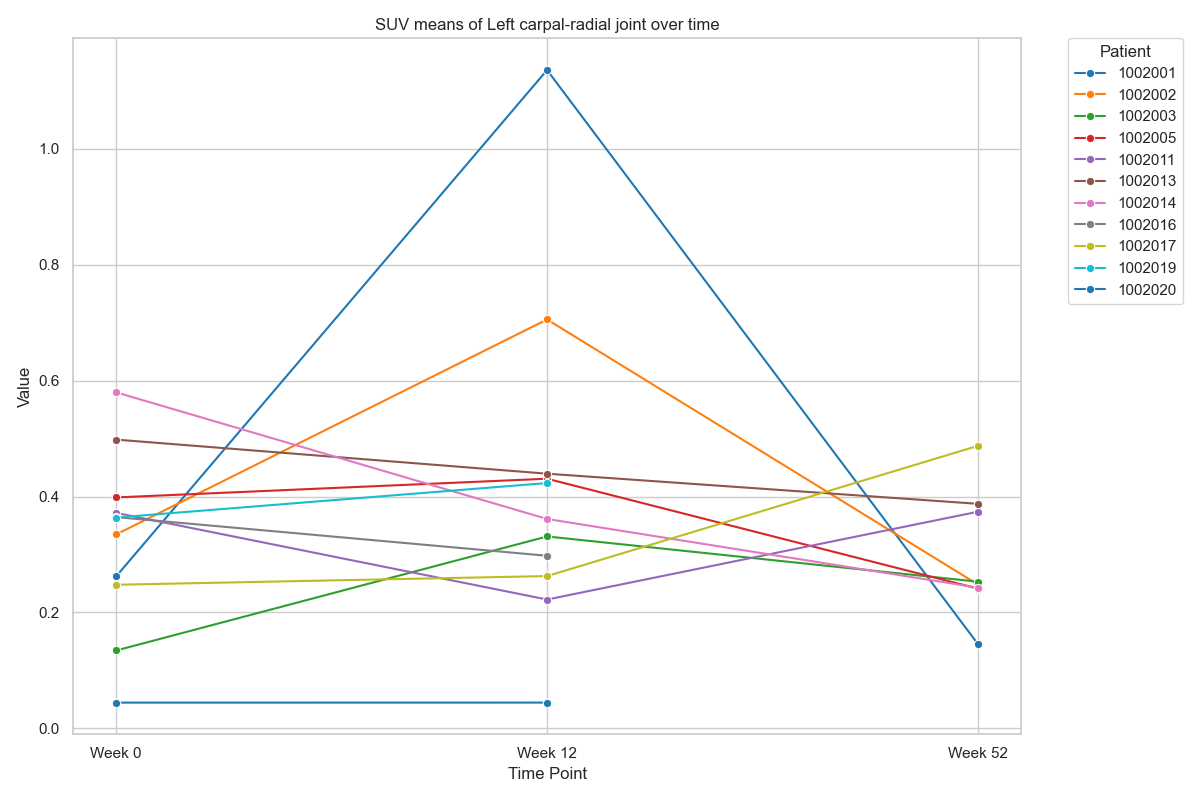 SUV means of Left carpal-radial joint over time
Patient
1002001
1002002
1002003
1002005
1002011
1002013
1002014
1002016
1002017
1002019
1002020
Value
1.0
0.8
0.6
0.4
0.2
0.0
Week 0
Week 12
Week 52
Time Point